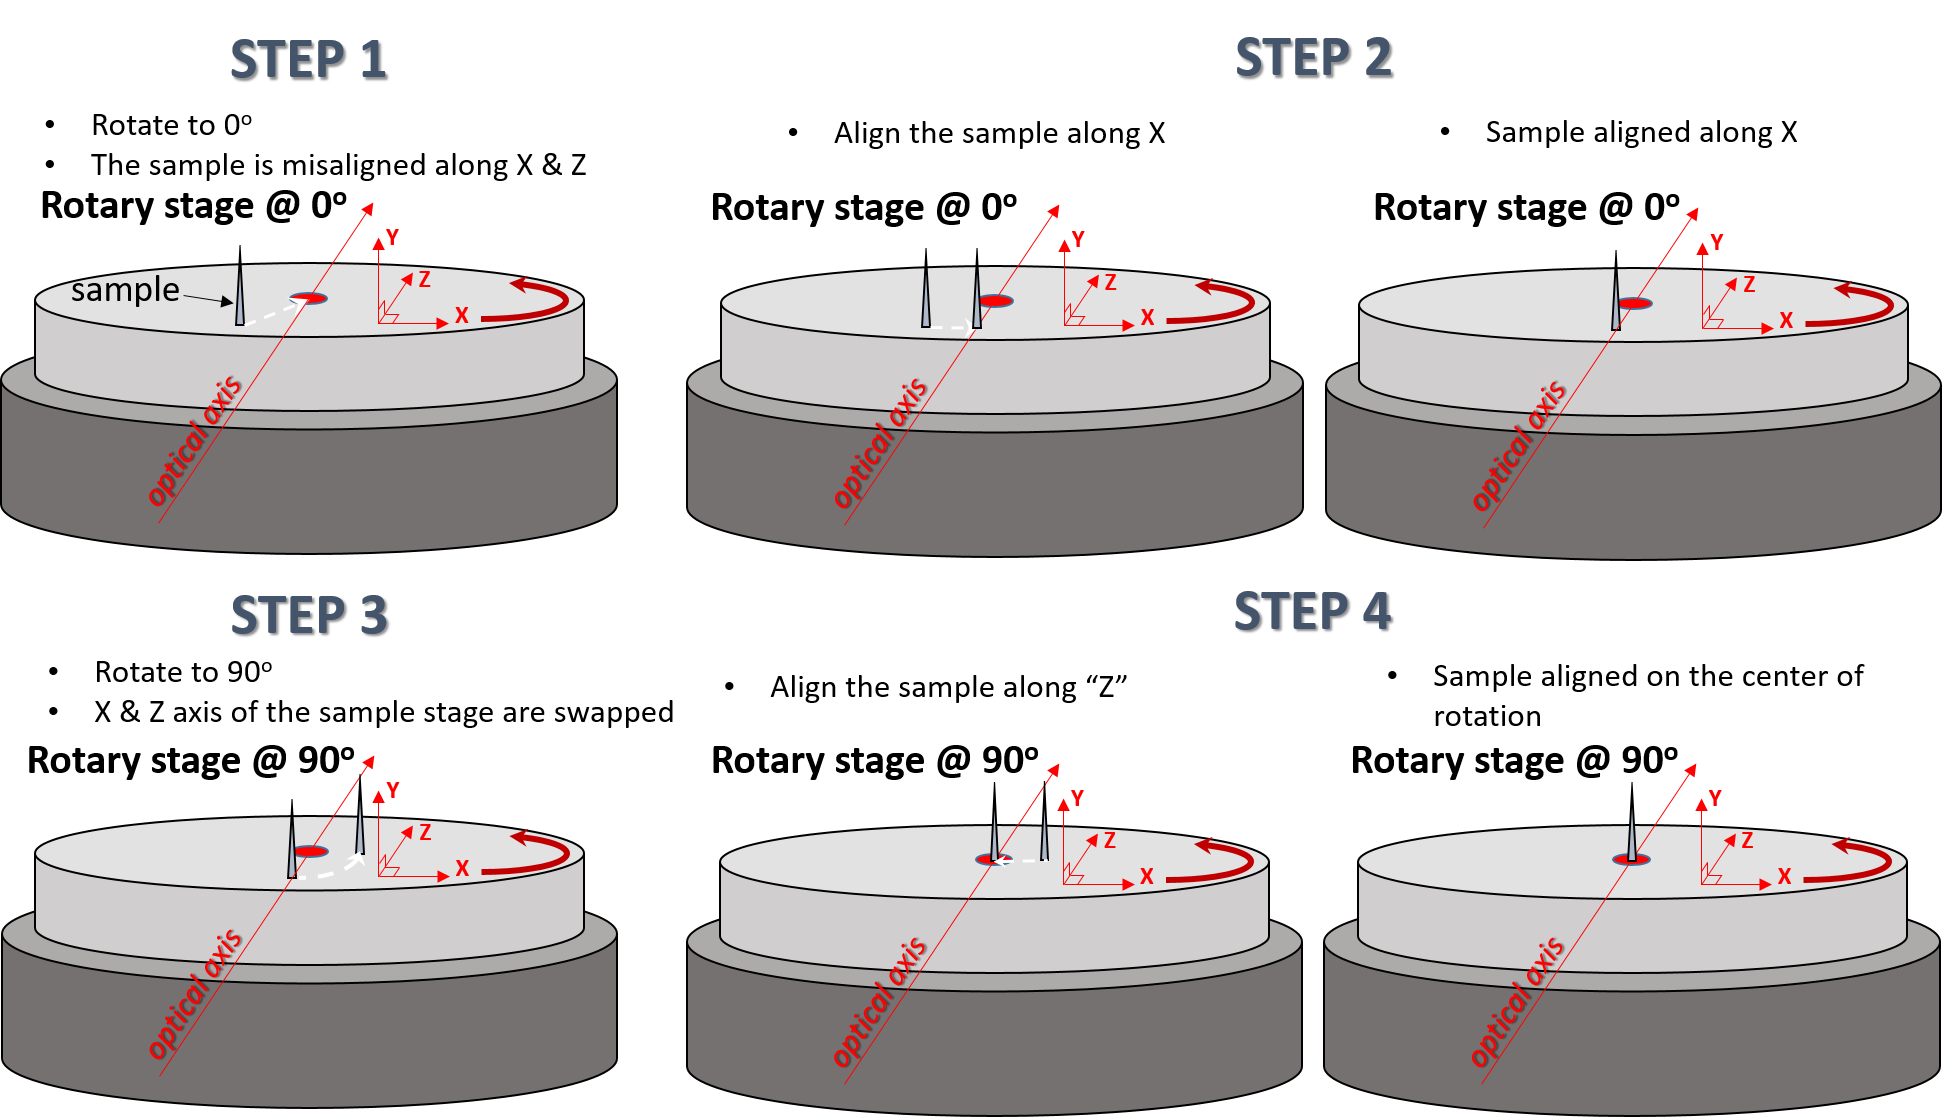 STEP 1
• Rotate to 0º
• The sample is misaligned along X & Z
Rotary stage @ 0º
sample
Y
Z
X
optical axis
STEP 2
• Align the sample along X
Rotary stage @ 0º
Y
Z
X
optical axis
• Sample aligned along X
Rotary stage @ 0º
Y
Z
X
optical axis
STEP 3
• Rotate to 90º
• X & Z axis of the sample stage are swapped
Rotary stage @ 90º
Y
Z
X
optical axis
STEP 4
• Align the sample along “Z”
Rotary stage @ 90º
Y
Z
X
optical axis
• Sample aligned on the center of
rotation
Rotary stage @ 90º
Y
Z
X
optical axis